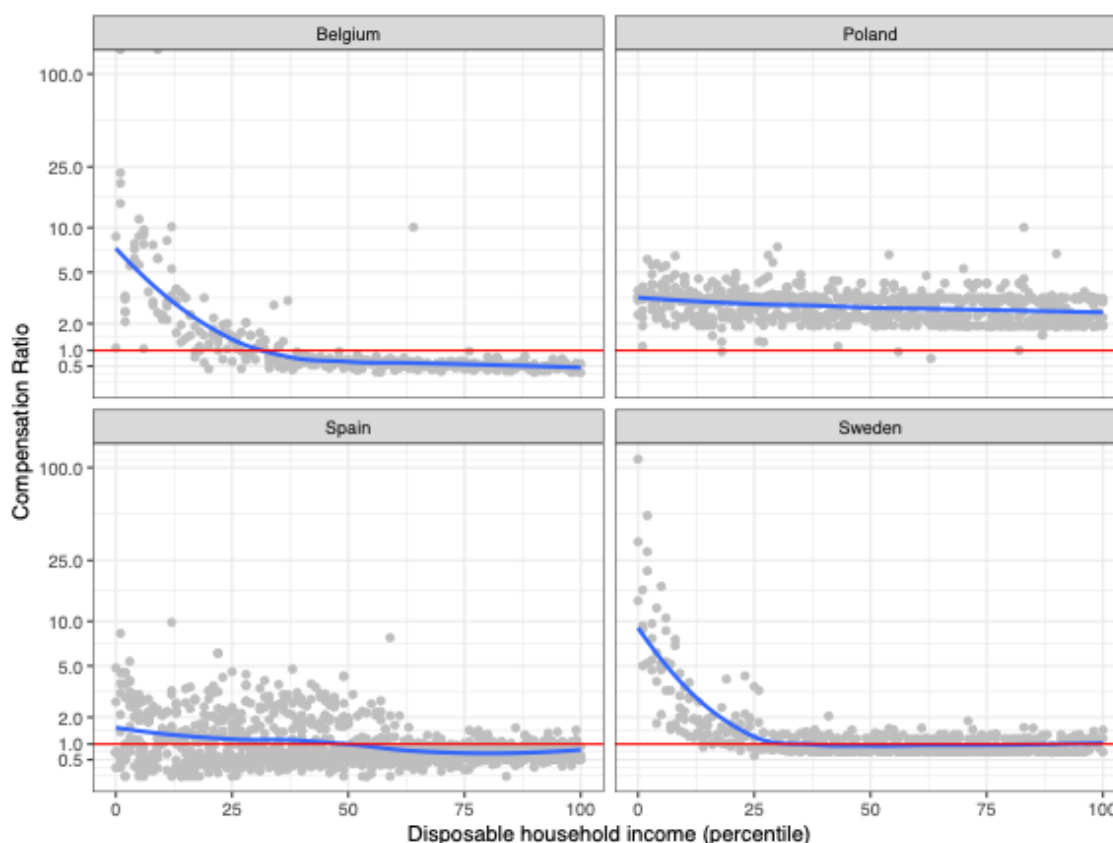 Belgium
Poland
100.0
25.0
10.0
5.0
2.0
1.0
0.5
Spain
Sweden
100.0
25.0
10.0
5.0
2.0
1.0
0.5
0 25 50 75 100
0 25 50 75 100
Compensation Ratio
Disposable household income (percentile)